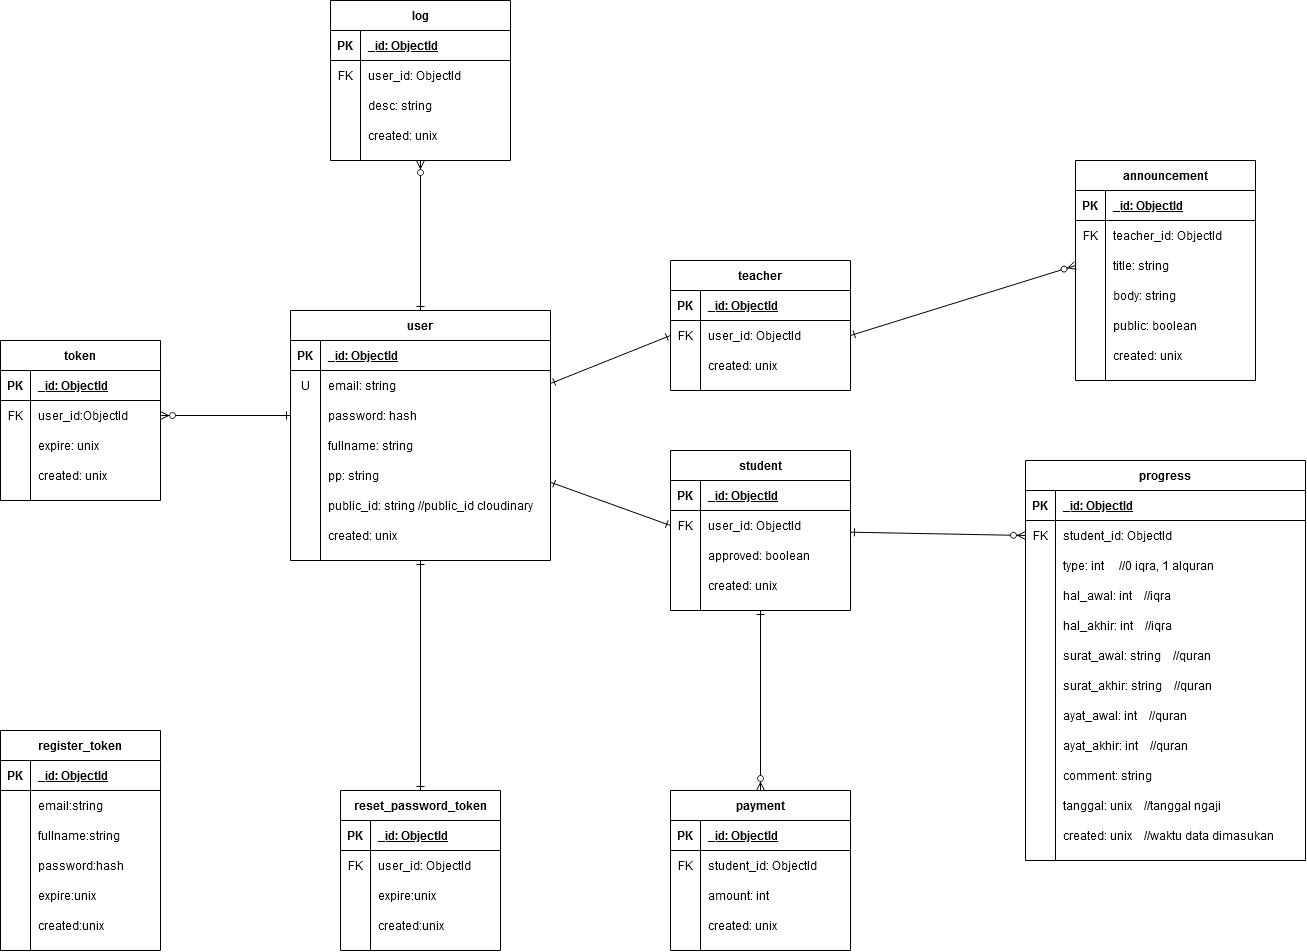 log
PK _id: ObjectId
FK user_id: ObjectId
desc: string
created: unix
announcement
PK _id: ObjectId
FK teacher_id: ObjectId
title: string
body: string
public: boolean
created: unix
teacher
PK _id: ObjectId
FK user_id: ObjectId
created: unix
user
PK _id: ObjectId
U email: string
password: hash
fullname: string
pp: string
public_id: string //public_id cloudinary
created: unix
token
PK _id: ObjectId
FK user_id:ObjectId
expire: unix
created: unix
student
PK _id: ObjectId
FK user_id: ObjectId
approved: boolean
created: unix
progress
PK _id: ObjectId
FK student_id: ObjectId
type: int //0 iqra, 1 alquran
hal_awal: int //iqra
hal_akhir: int //iqra
surat_awal: string //quran
surat_akhir: string //quran
ayat_awal: int //quran
ayat_akhir: int //quran
comment: string
tanggal: unix //tanggal ngaji
created: unix //waktu data dimasukan
register_token
PK _id: ObjectId
email:string
fullname:string
password:hash
expire:unix
created:unix
reset_password_token
PK _id: ObjectId
FK user_id: ObjectId
expire:unix
created:unix
payment
PK _id: ObjectId
FK student_id: ObjectId
amount: int
created: unix